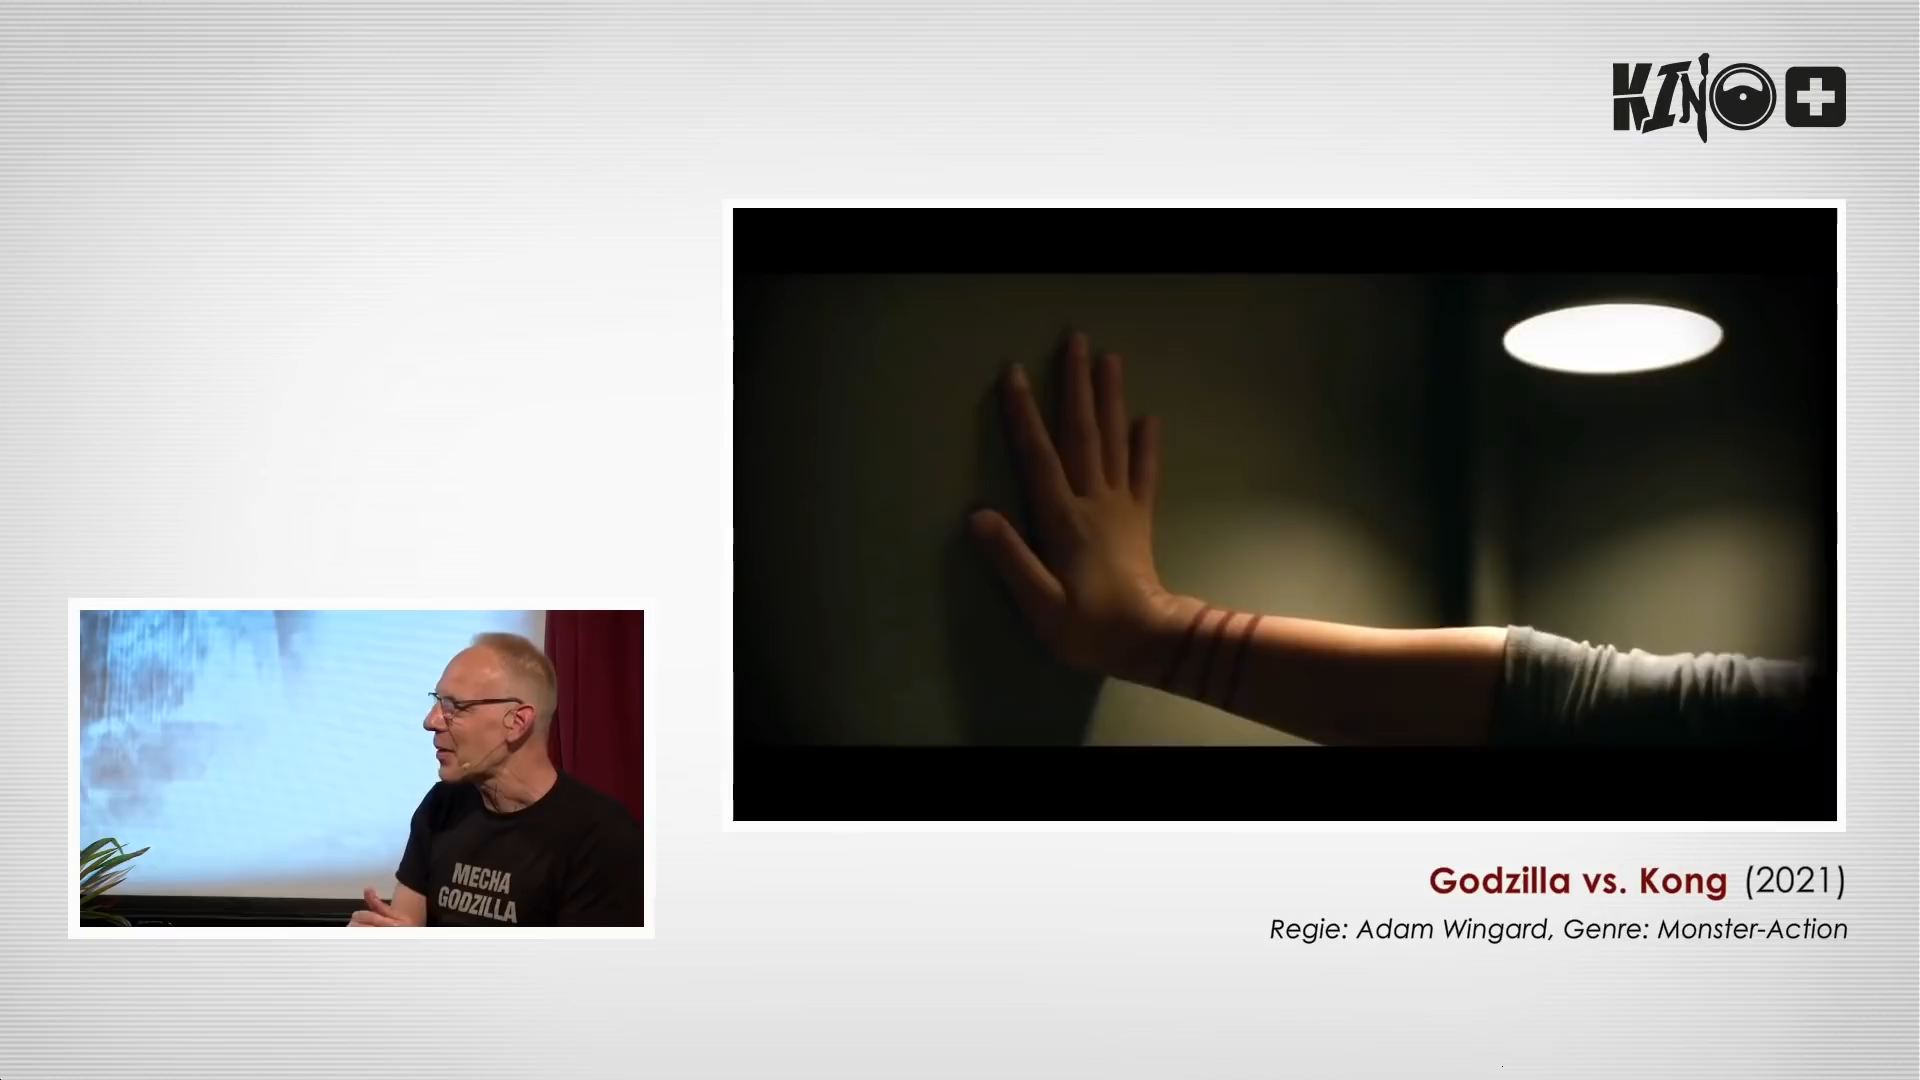 KINO+
MECHA
GODZILLA
Godzilla vs. Kong (2021)
Regie: Adam Wingard, Genre: Monster-Action